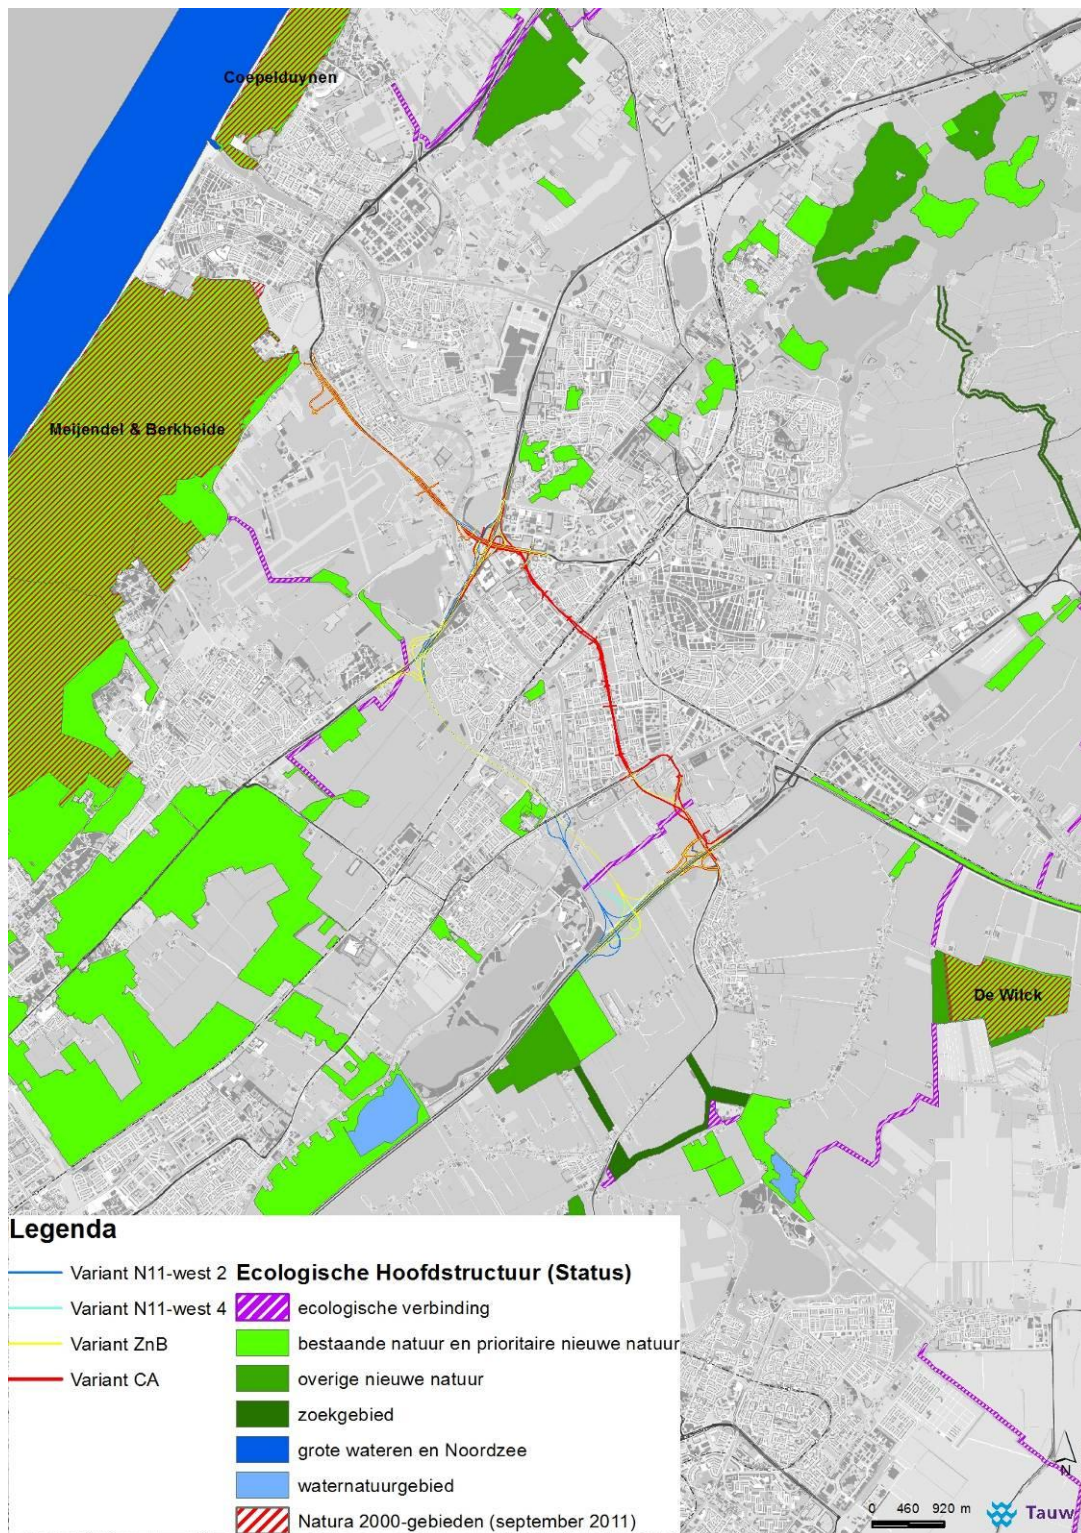 Coepelduynen
Meijendel & Berkheide
De Wilck
Legenda
Variant N11-west 2
Variant N11-west 4
Variant ZnB
Variant CA
Ecologische Hoofdstructuur (Status)
ecologische verbinding
bestaande natuur en prioritaire nieuwe natuur
overige nieuwe natuur
zoekgebied
grote wateren en Noordzee
waternatuurgebied
Natura 2000-gebieden (september 2011)
N
0 460 920 m
Tauw